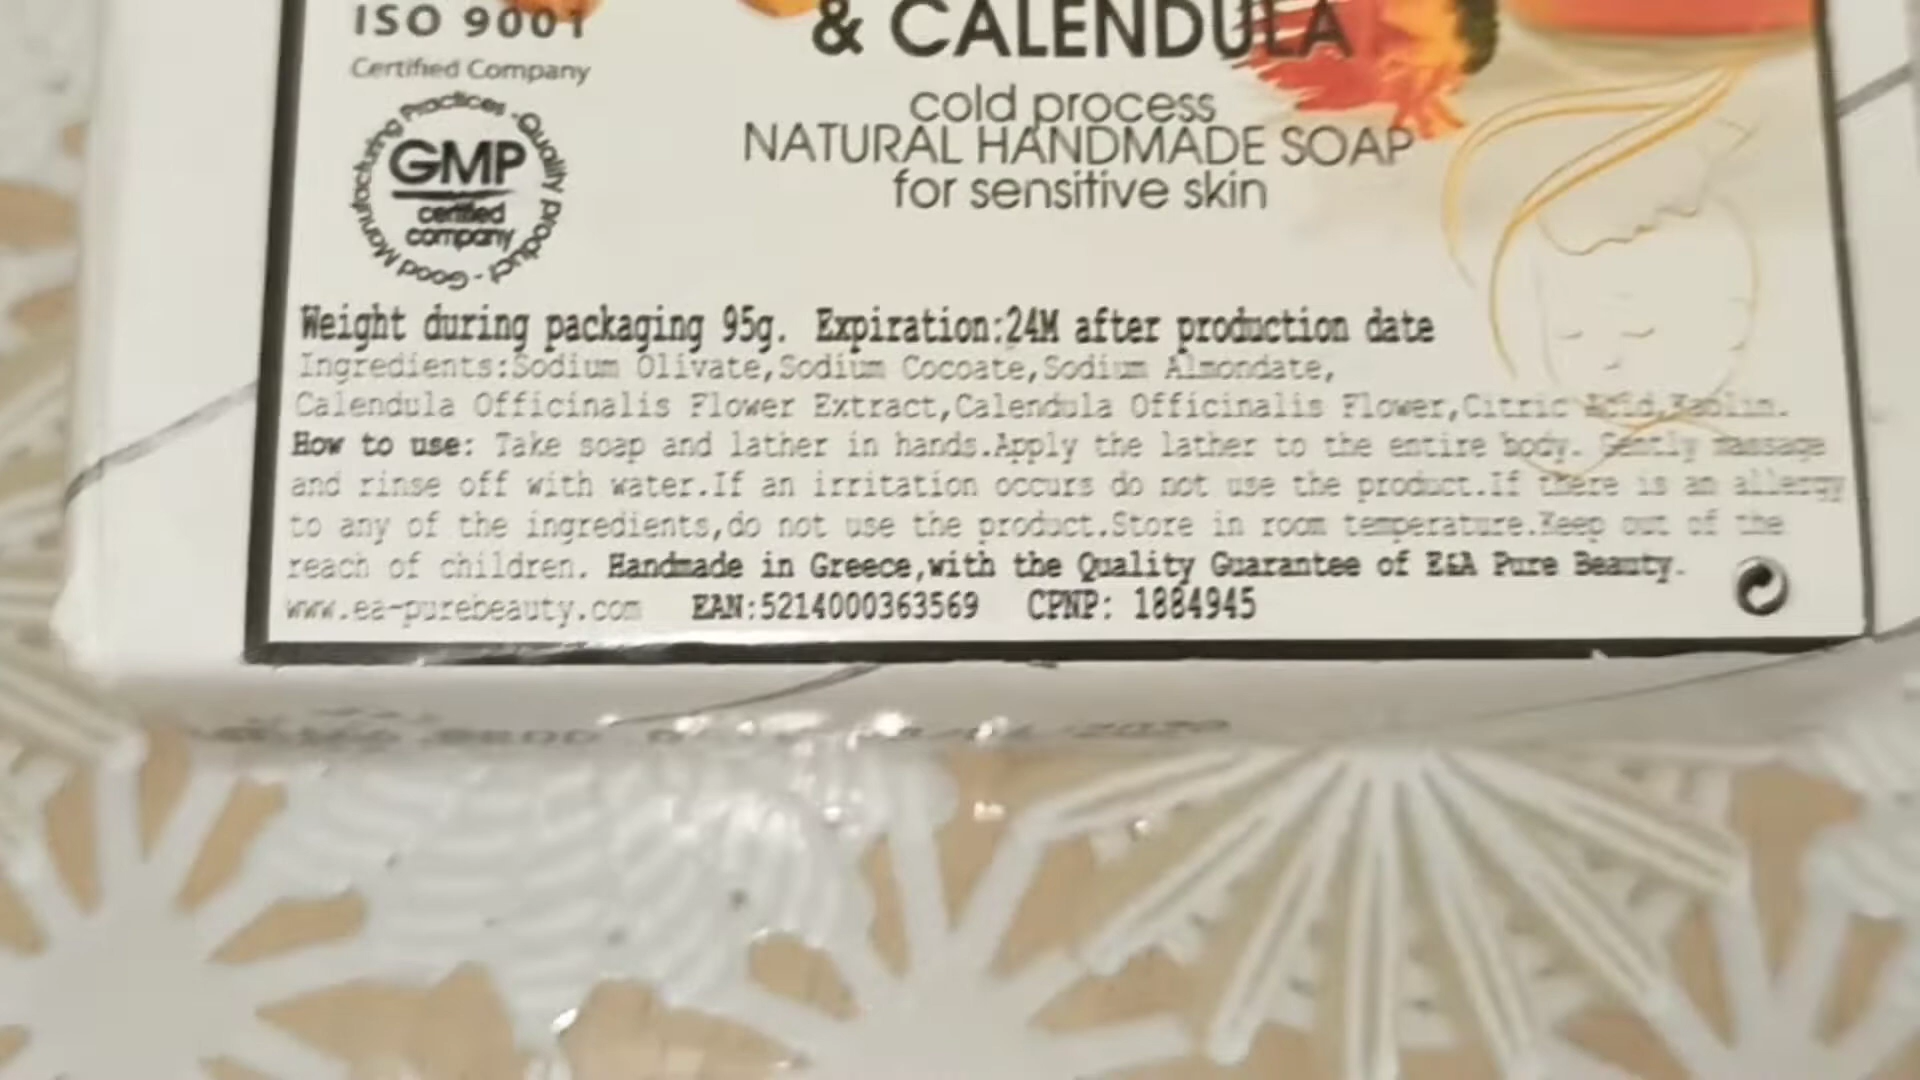 ISO 9001
Certified Company
Good Manufacturing Practices - Quality product -
GMP
certified
company
& CALENDULA
cold process
NATURAL HANDMADE SOAP
for sensitive skin
Weight during packaging 95g. Expiration:24M after production date
Ingredients:Sodium Olivate,Sodium Cocoate,Sodium Almondate,
Calendula Officinalis Flower Extract,Calendula Officinalis Flower,Citric Acid,Kaolin.
How to use: Take soap and lather in hands.Apply the lather to the entire body. Gently massage
and rinse off with water.If an irritation occurs do not use the product.If there is an allergy
to any of the ingredients,do not use the product.Store in room temperature.Keep out of the
reach of children. Handmade in Greece,with the Quality Guarantee of E&A Pure Beauty.
www.ea-purebeauty.com EAN:5214000363569 CPNP: 1884945